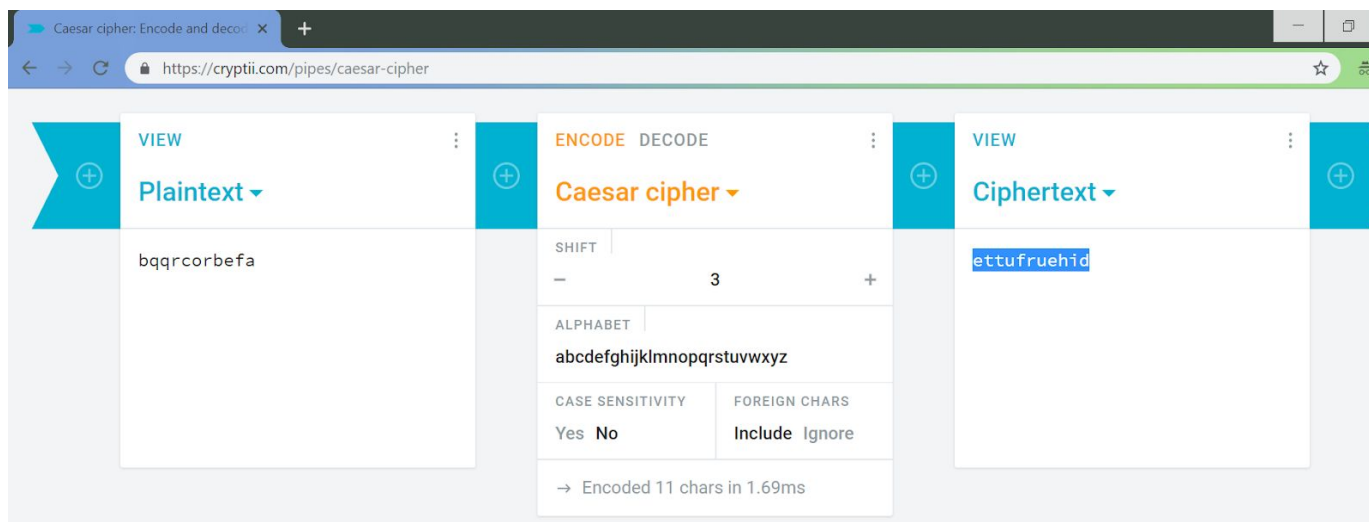 Caesar cipher: Encode and decod
https://cryptii.com/pipes/caesar-cipher
VIEW
Plaintext
bqqrcorbefa
ENCODE DECODE
Caesar cipher
SHIFT
− 3 +
ALPHABET
abcdefghijklmnopqrstuvwxyz
CASE SENSITIVITY FOREIGN CHARS
Yes No Include Ignore
→ Encoded 11 chars in 1.69ms
VIEW
Ciphertext
ettufruehid